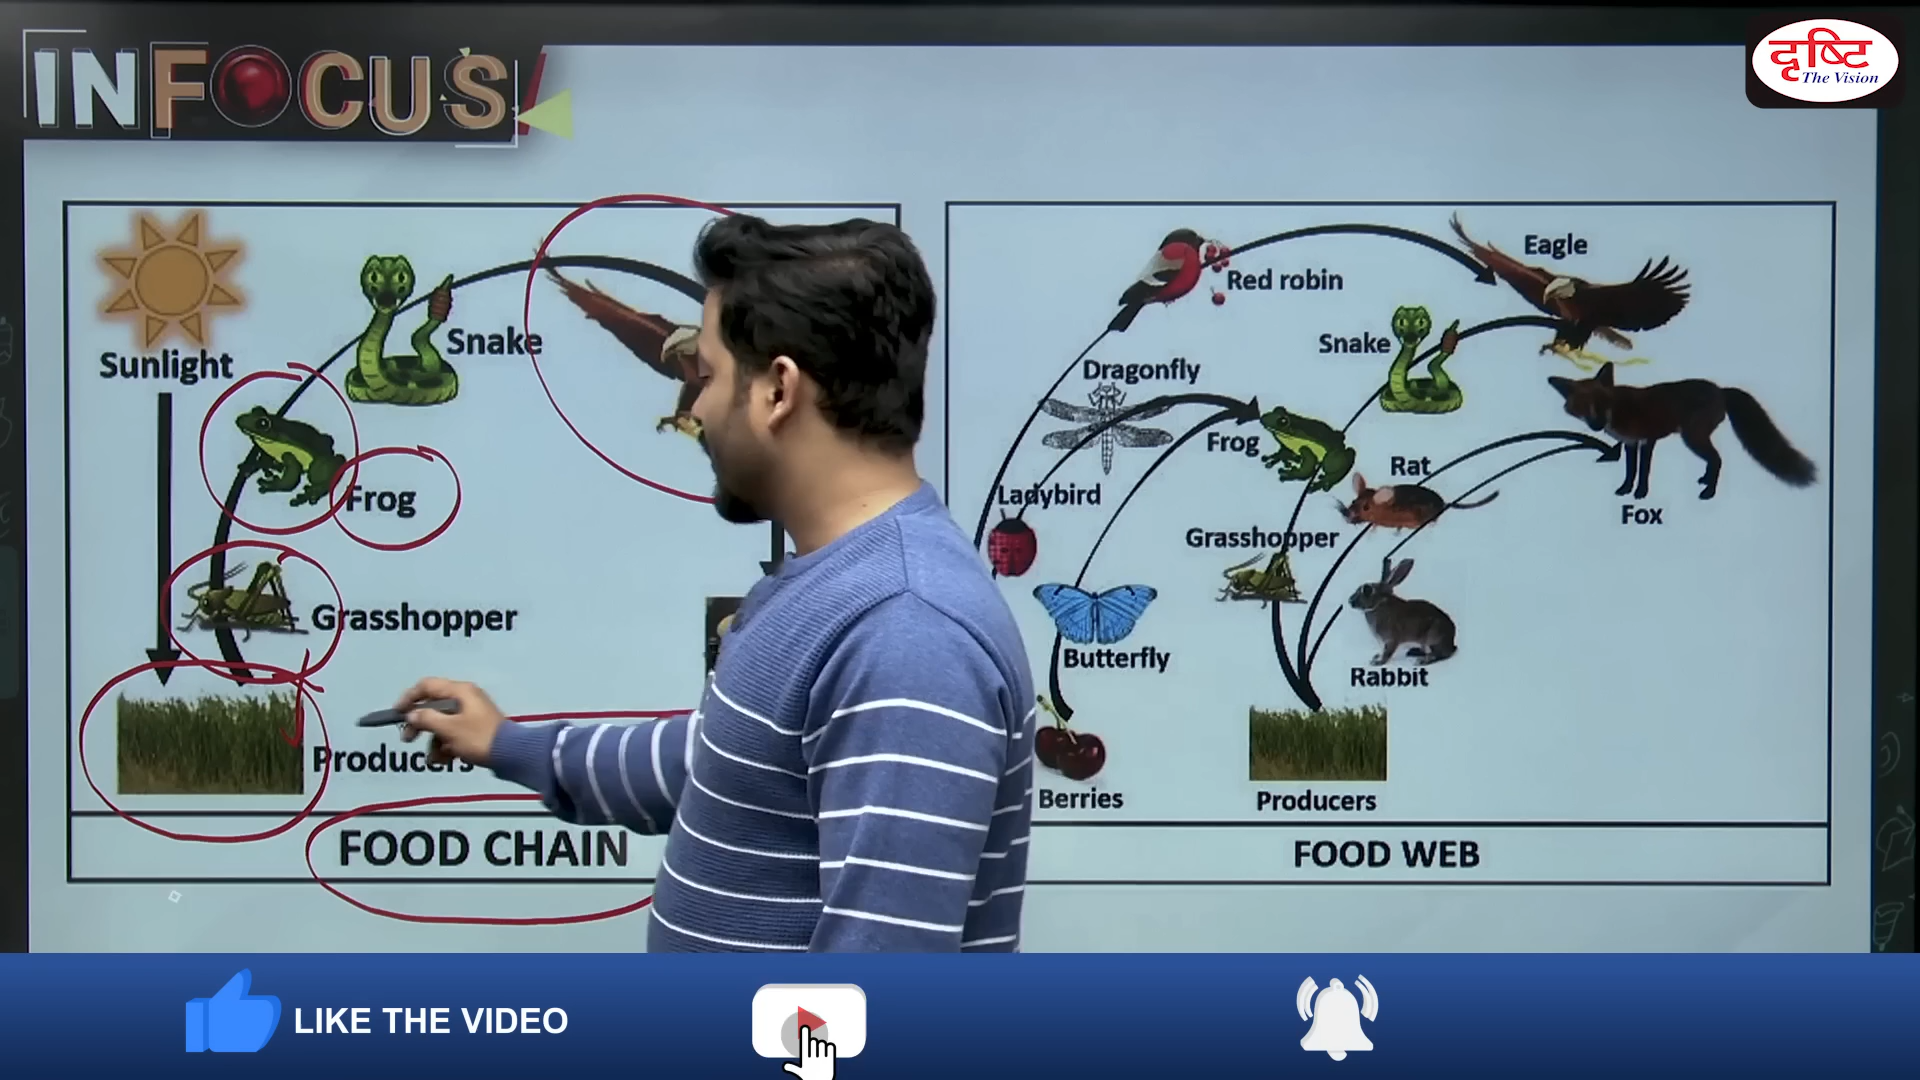 INFOCUS
दृष्टि
The Vision
Sunlight
Snake
Frog
Grasshopper
Producers
FOOD CHAIN
Red robin
Eagle
Snake
Dragonfly
Frog
Rat
Ladybird
Fox
Grasshopper
Butterfly
Rabbit
Berries
Producers
FOOD WEB
LIKE THE VIDEO